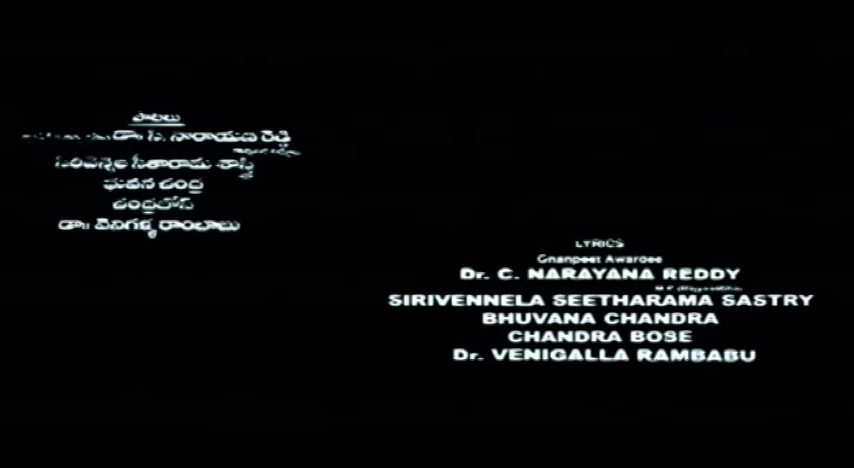 పాటలు
డా. సి. నారాయణ రెడ్డి
సిరివెన్నెల సీతారామ శాస్త్రి
భువన చంద్ర
చంద్రబోస్
డా॥ వెనిగళ్ళ రాంబాబు
LYRICS
Gnanpeet Awardee
Dr. C. NARAYANA REDDY
SIRIVENNELA SEETHARAMA SASTRY
BHUVANA CHANDRA
CHANDRA BOSE
Dr. VENIGALLA RAMBABU